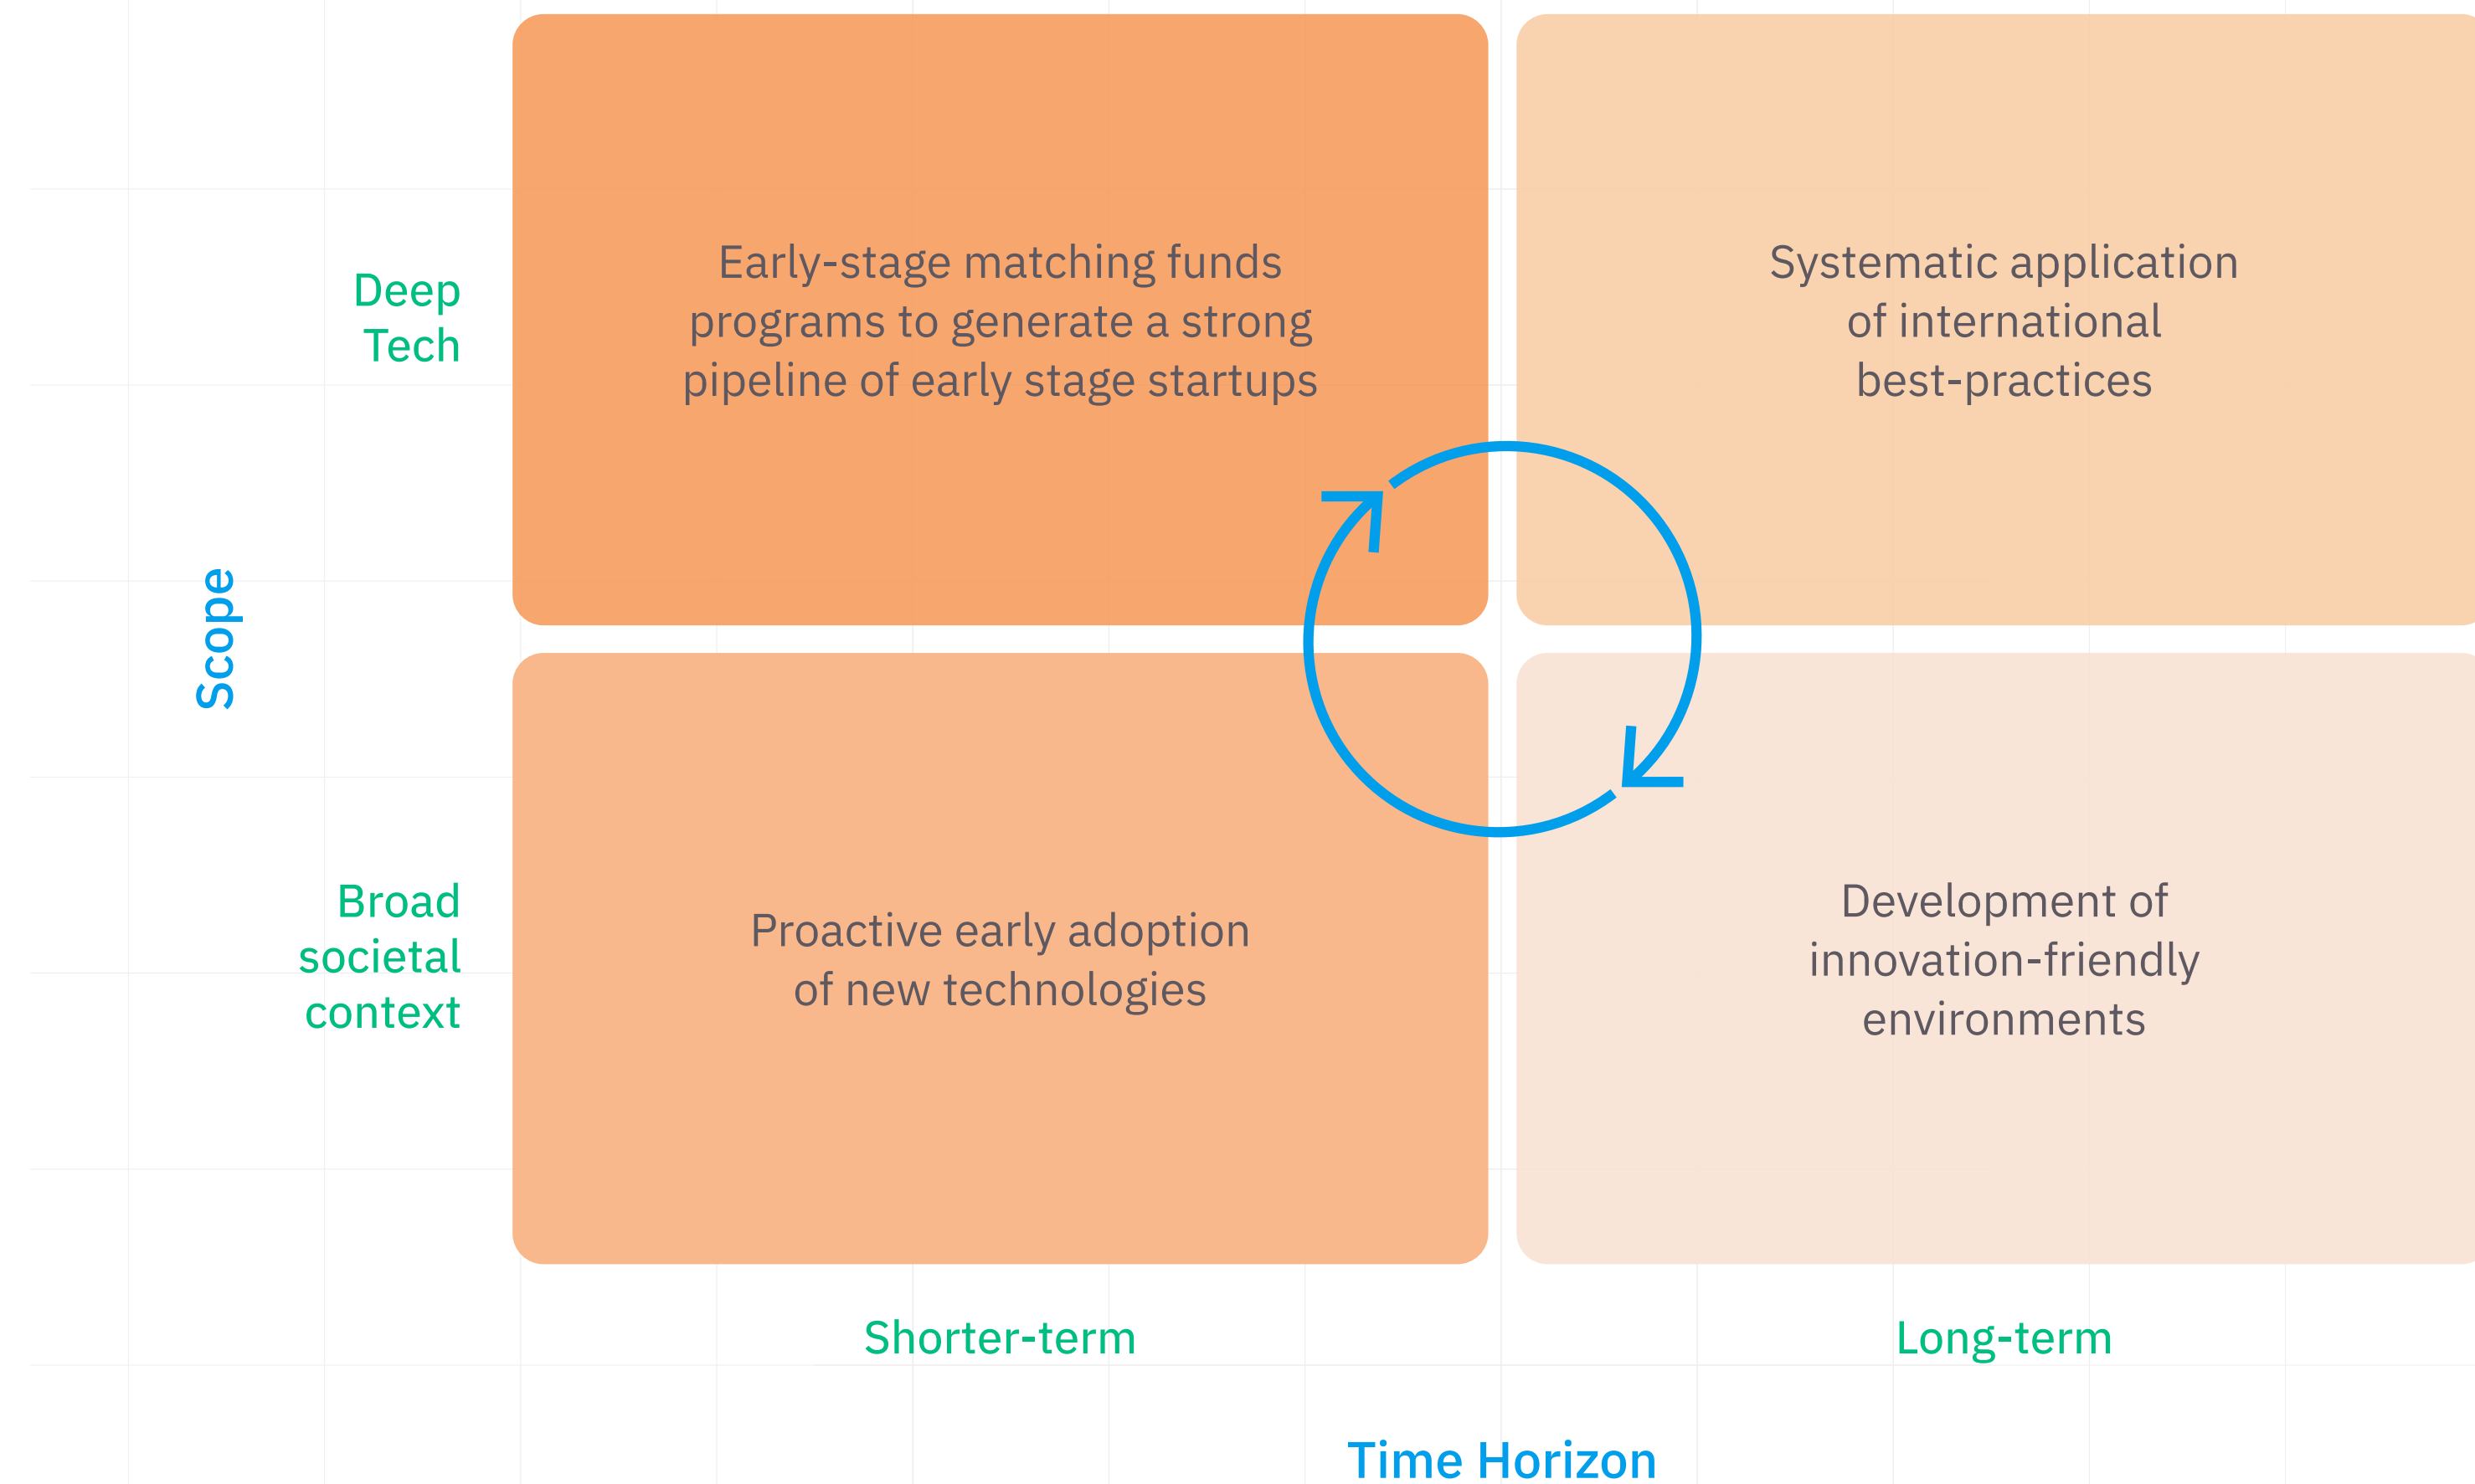 Deep
Tech
Early-stage matching funds
programs to generate a strong
pipeline of early stage startups
Systematic application
of international
best-practices
Scope
Broad
societal
context
Proactive early adoption
of new technologies
Development of
innovation-friendly
environments
Shorter-term
Long-term
Time Horizon